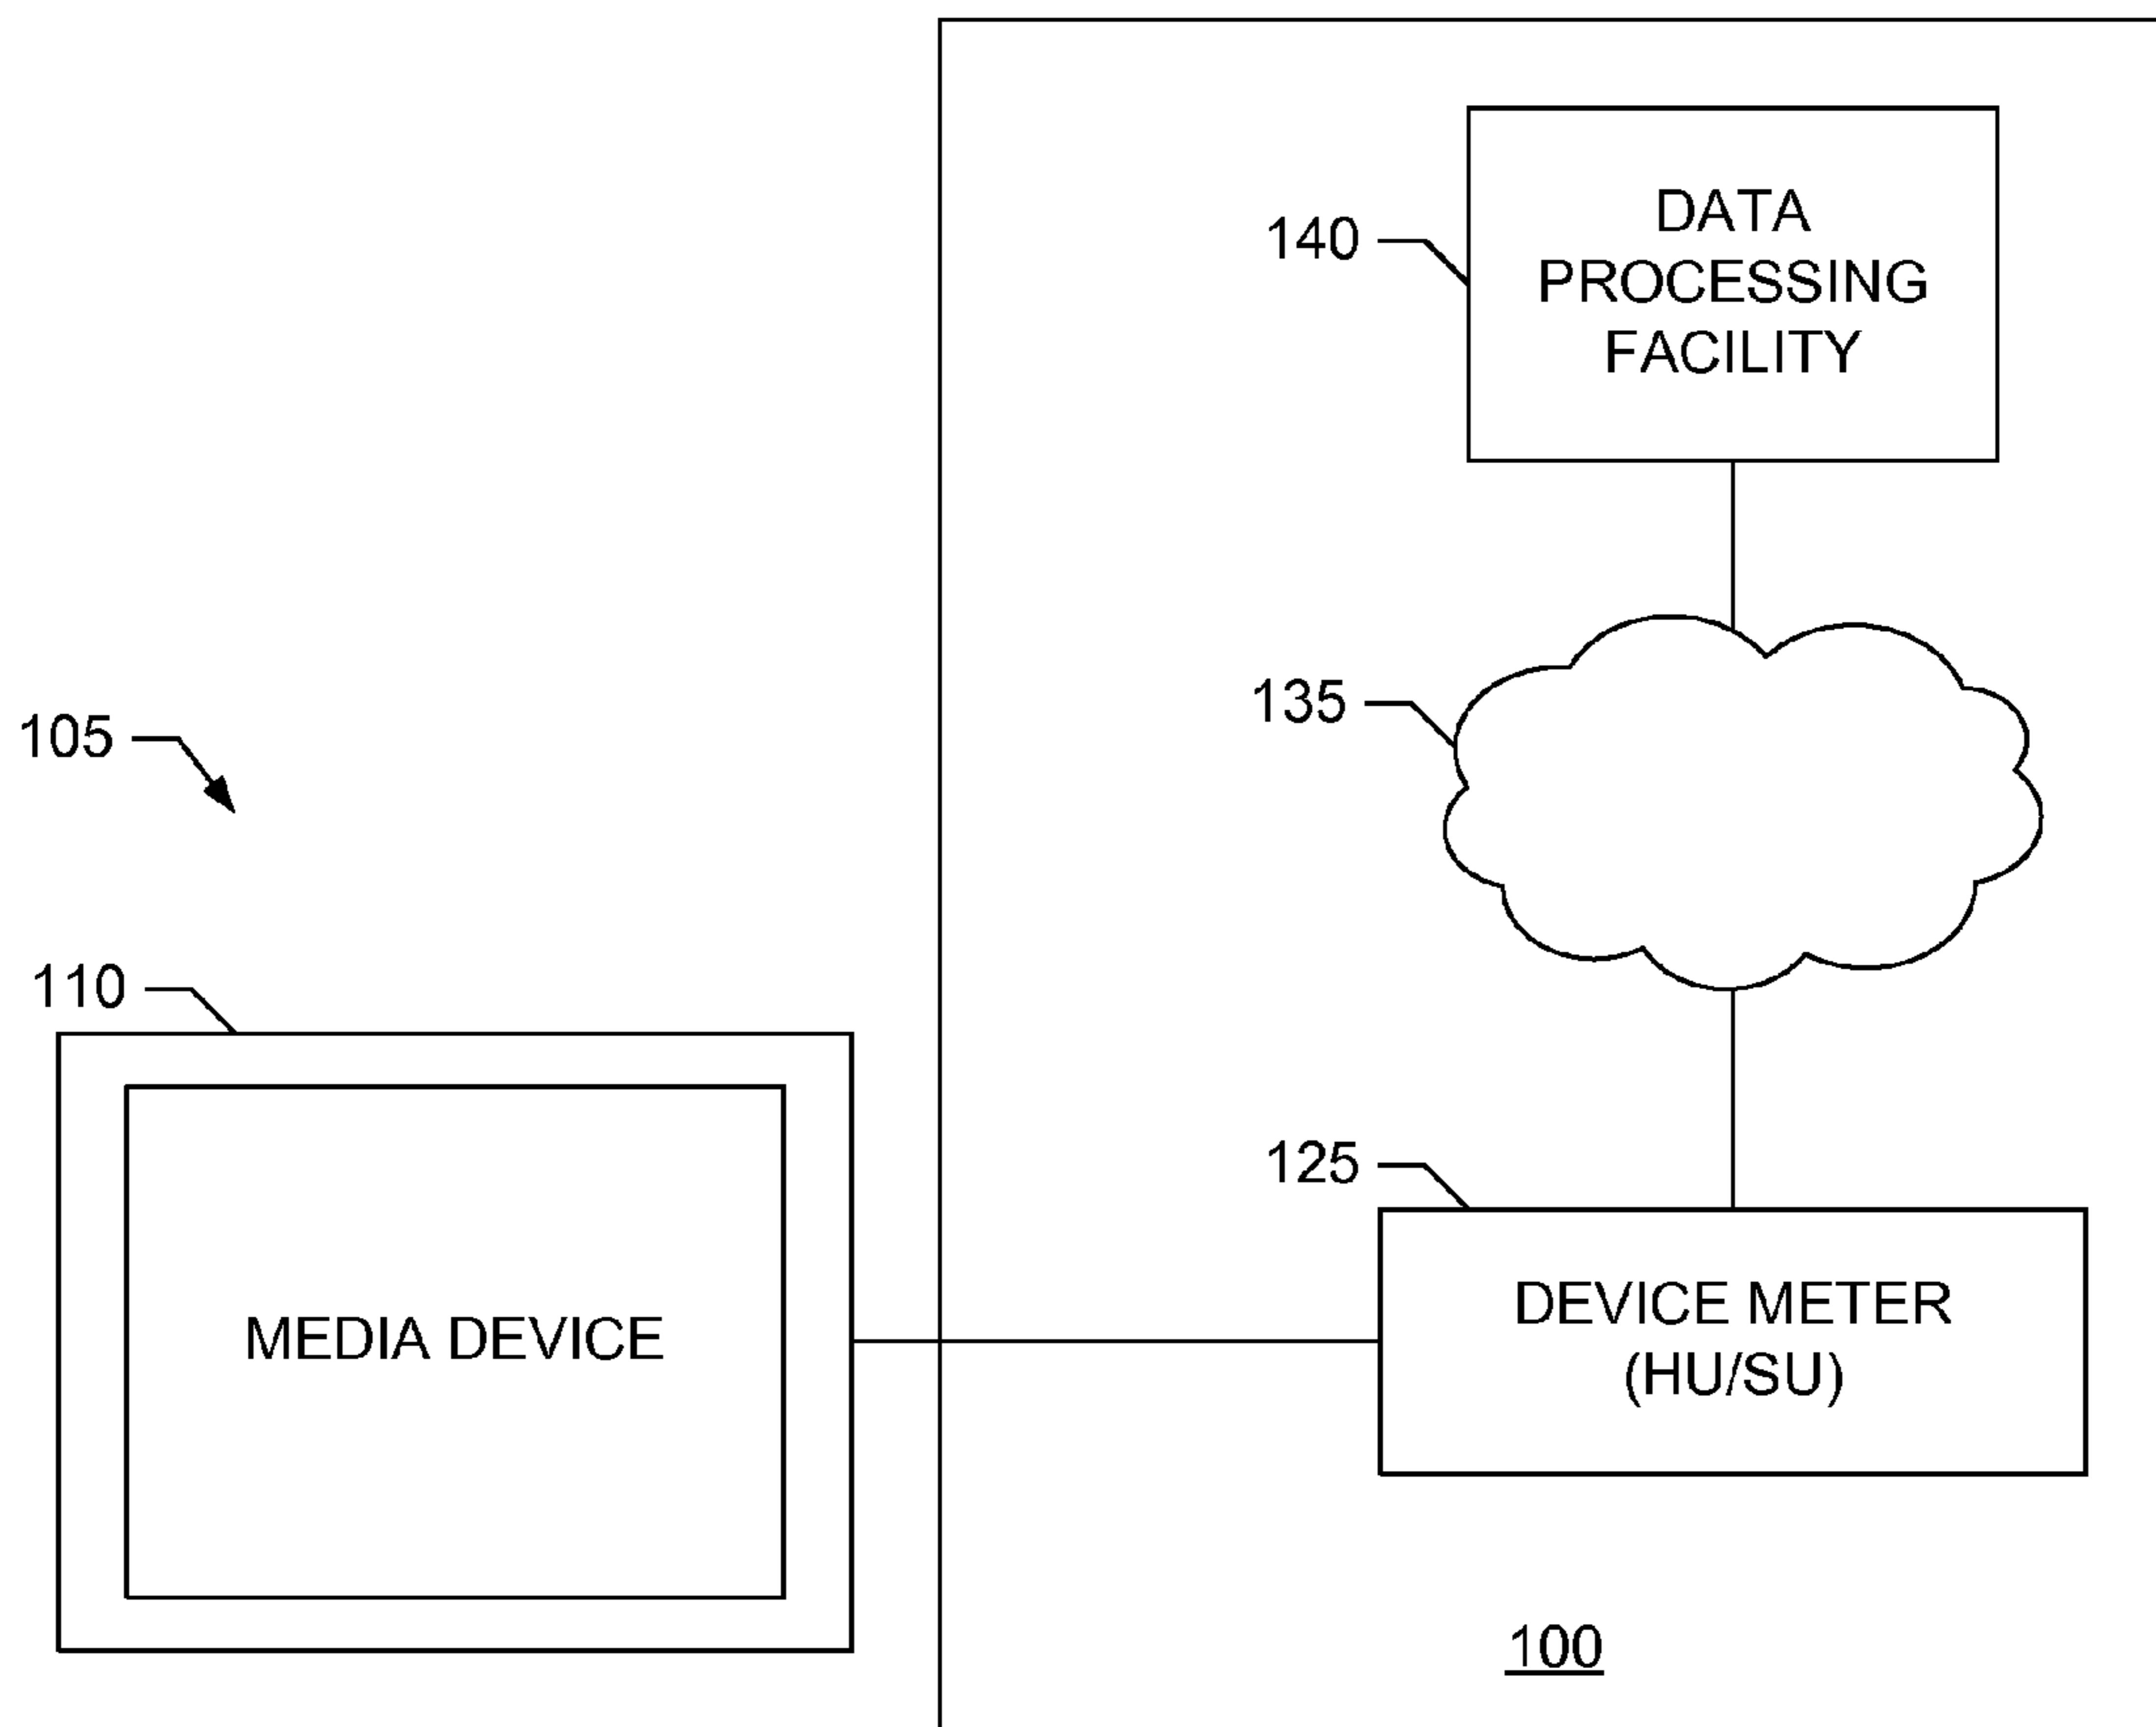 140
DATA
PROCESSING
FACILITY
135
105
110
MEDIA DEVICE
125
DEVICE METER
(HU/SU)
100